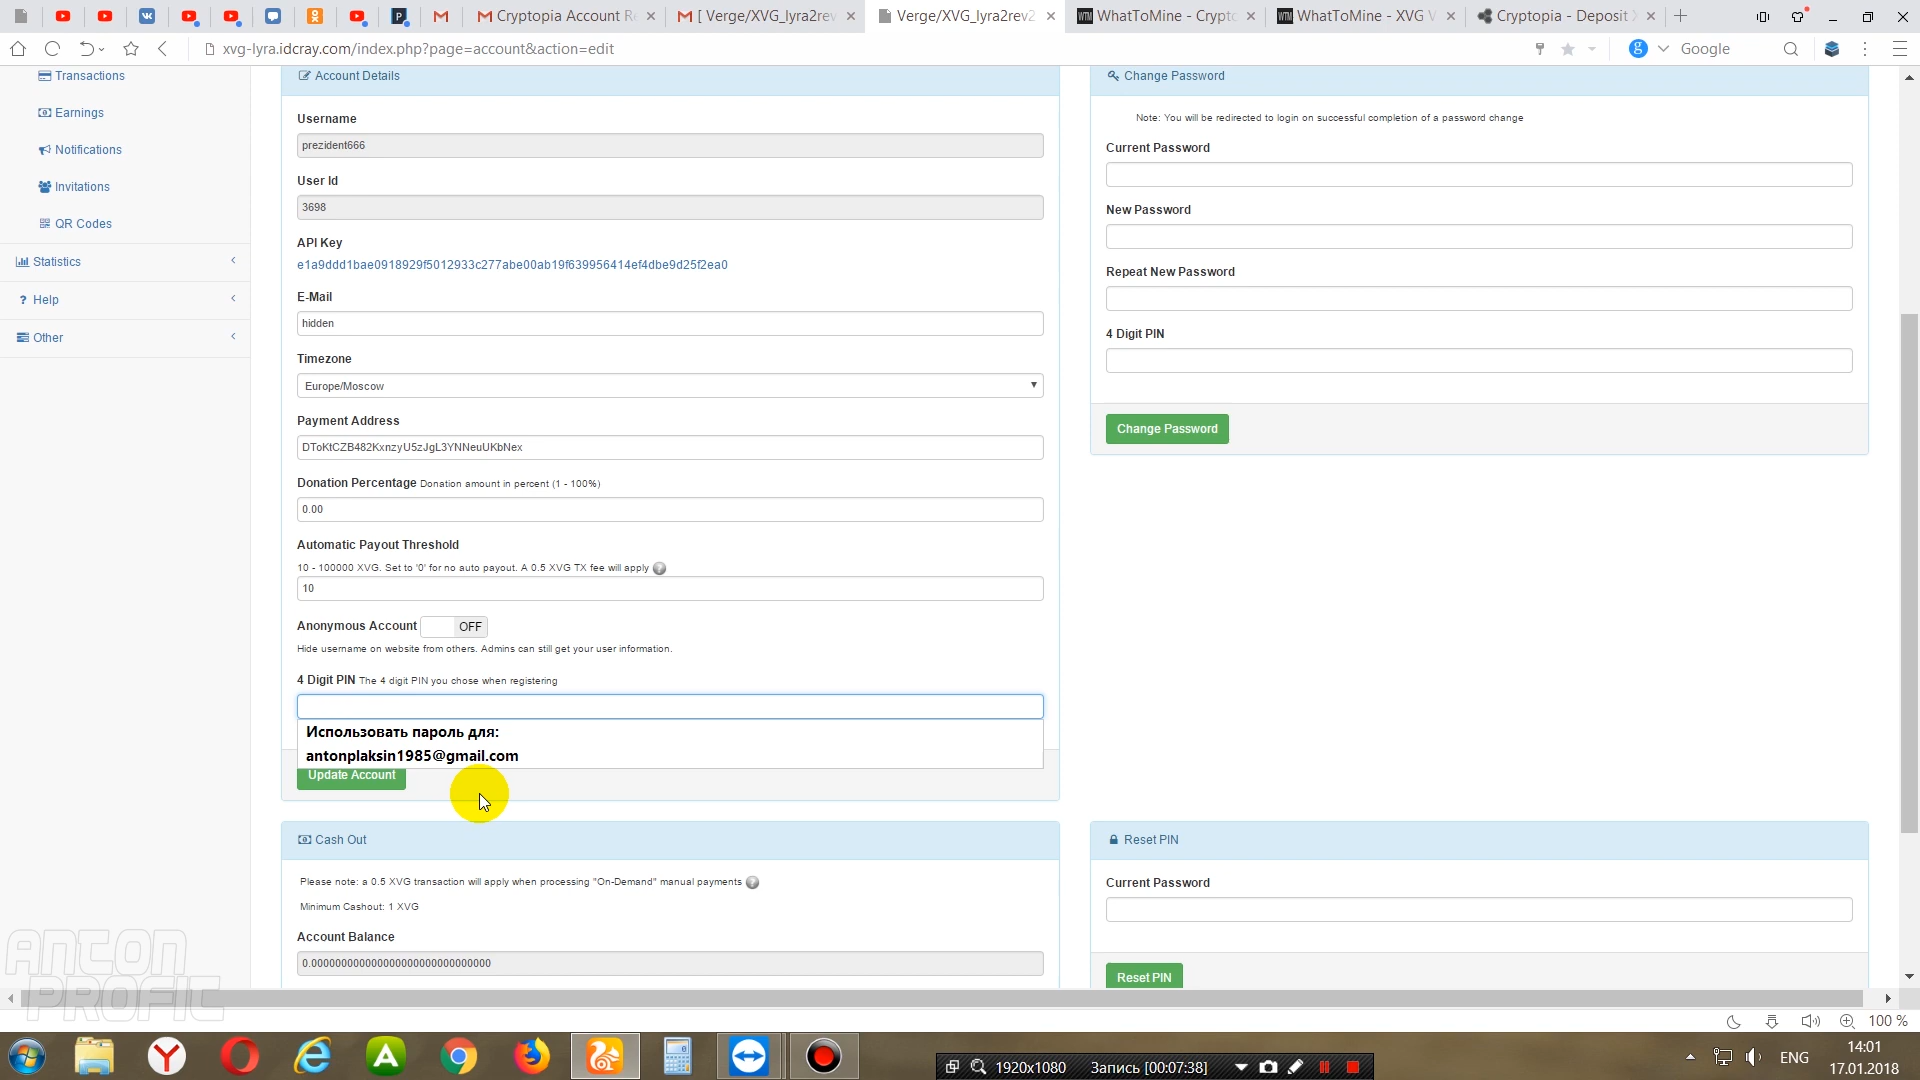 Cryptopia Account Re
[ Verge/XVG_lyra2rev
Verge/XVG_lyra2rev2
WhatToMine - Crypto
WhatToMine - XVG V
Cryptopia - Deposit X
xvg-lyra.idcray.com/index.php?page=account&action=edit
Google
Transactions
Earnings
Notifications
Invitations
QR Codes
Statistics
Help
Other
Account Details
Username
prezident666
User Id
3698
API Key
e1a9ddd1bae0918929f5012933c277abe00ab19f639956414ef4dbe9d25f2ea0
E-Mail
hidden
Timezone
Europe/Moscow
Payment Address
DToKtCZB482KxnzyU5zJgL3YNNeuUKbNex
Donation Percentage Donation amount in percent (1 - 100%)
0.00
Automatic Payout Threshold
10 - 100000 XVG. Set to '0' for no auto payout. A 0.5 XVG TX fee will apply
10
Anonymous Account OFF
Hide username on website from others. Admins can still get your user information.
4 Digit PIN The 4 digit PIN you chose when registering
Использовать пароль для:
antonplaksin1985@gmail.com
Update Account
Change Password
Note: You will be redirected to login on successful completion of a password change
Current Password
New Password
Repeat New Password
4 Digit PIN
Change Password
Cash Out
Please note: a 0.5 XVG transaction will apply when processing "On-Demand" manual payments
Minimum Cashout: 1 XVG
Account Balance
Reset PIN
Current Password
Reset PIN
ANTON
PROFIT
100 %
1920x1080 Запись [00:07:38]
ENG
14:01
17.01.2018